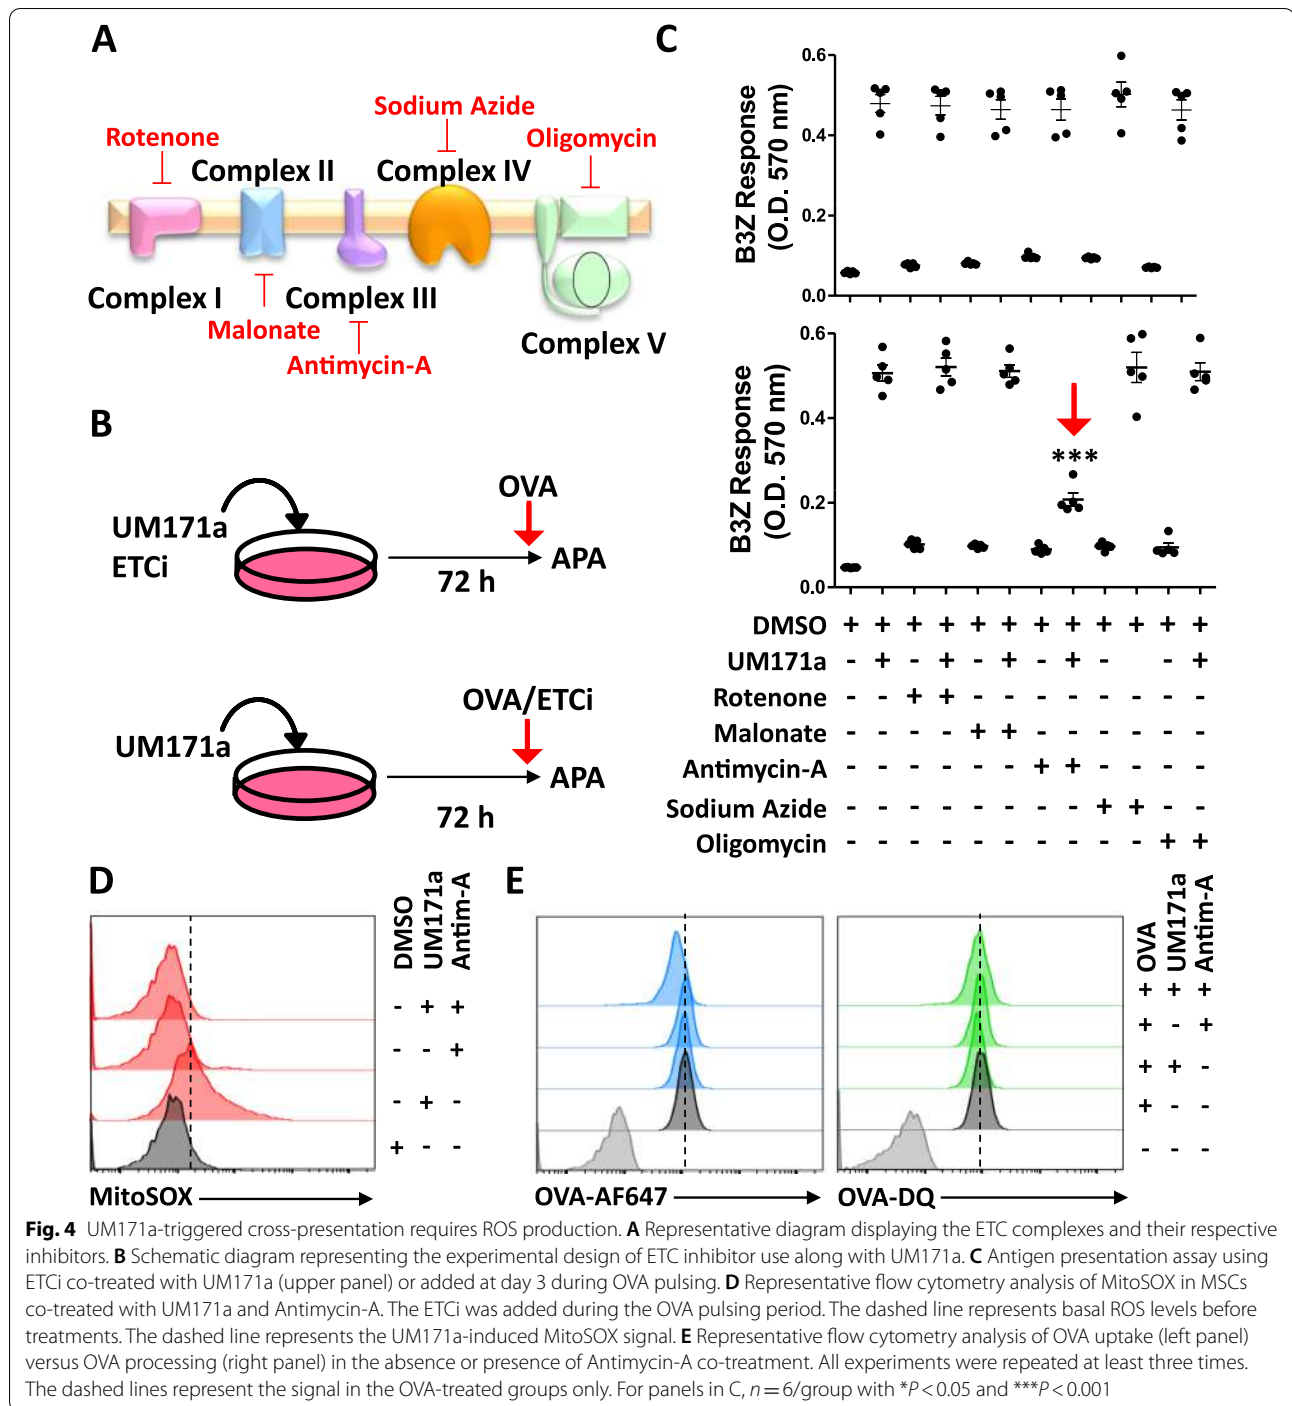 A
Sodium Azide
Rotenone
Oligomycin
Complex II
Complex IV
Complex I
Complex III
Malonate
Complex V
Antimycin-A
B
UM171a
ETCi
OVA
72 h
APA
UM171a
OVA/ETCi
72 h
APA
C
B3Z Response
(O.D. 570 nm)
0.6
0.4
0.2
0.0
B3Z Response
(O.D. 570 nm)
0.6
0.4
0.2
0.0
***
DMSO + + + + + + + + + + + +
UM171a - + - + - + - + - - +
Rotenone - - + + - - - - - - - -
Malonate - - - - + + - - - - - -
Antimycin-A - - - - - - + + - - - -
Sodium Azide - - - - - - - - + + - -
Oligomycin - - - - - - - - - - + +
D
DMSO
UM171a
Antim-A
- + +
- - +
- + -
+ - -
MitoSOX
E
OVA
UM171a
Antim-A
+ + +
+ - +
+ + -
+ - -
- - -
OVA-AF647
OVA-DQ
Fig. 4 UM171a-triggered cross-presentation requires ROS production. A Representative diagram displaying the ETC complexes and their respective
inhibitors. B Schematic diagram representing the experimental design of ETC inhibitor use along with UM171a. C Antigen presentation assay using
ETCi co-treated with UM171a (upper panel) or added at day 3 during OVA pulsing. D Representative flow cytometry analysis of MitoSOX in MSCs
co-treated with UM171a and Antimycin-A. The ETCi was added during the OVA pulsing period. The dashed line represents basal ROS levels before
treatments. The dashed line represents the UM171a-induced MitoSOX signal. E Representative flow cytometry analysis of OVA uptake (left panel)
versus OVA processing (right panel) in the absence or presence of Antimycin-A co-treatment. All experiments were repeated at least three times.
The dashed lines represent the signal in the OVA-treated groups only. For panels in C, n = 6/group with *P < 0.05 and ***P < 0.001